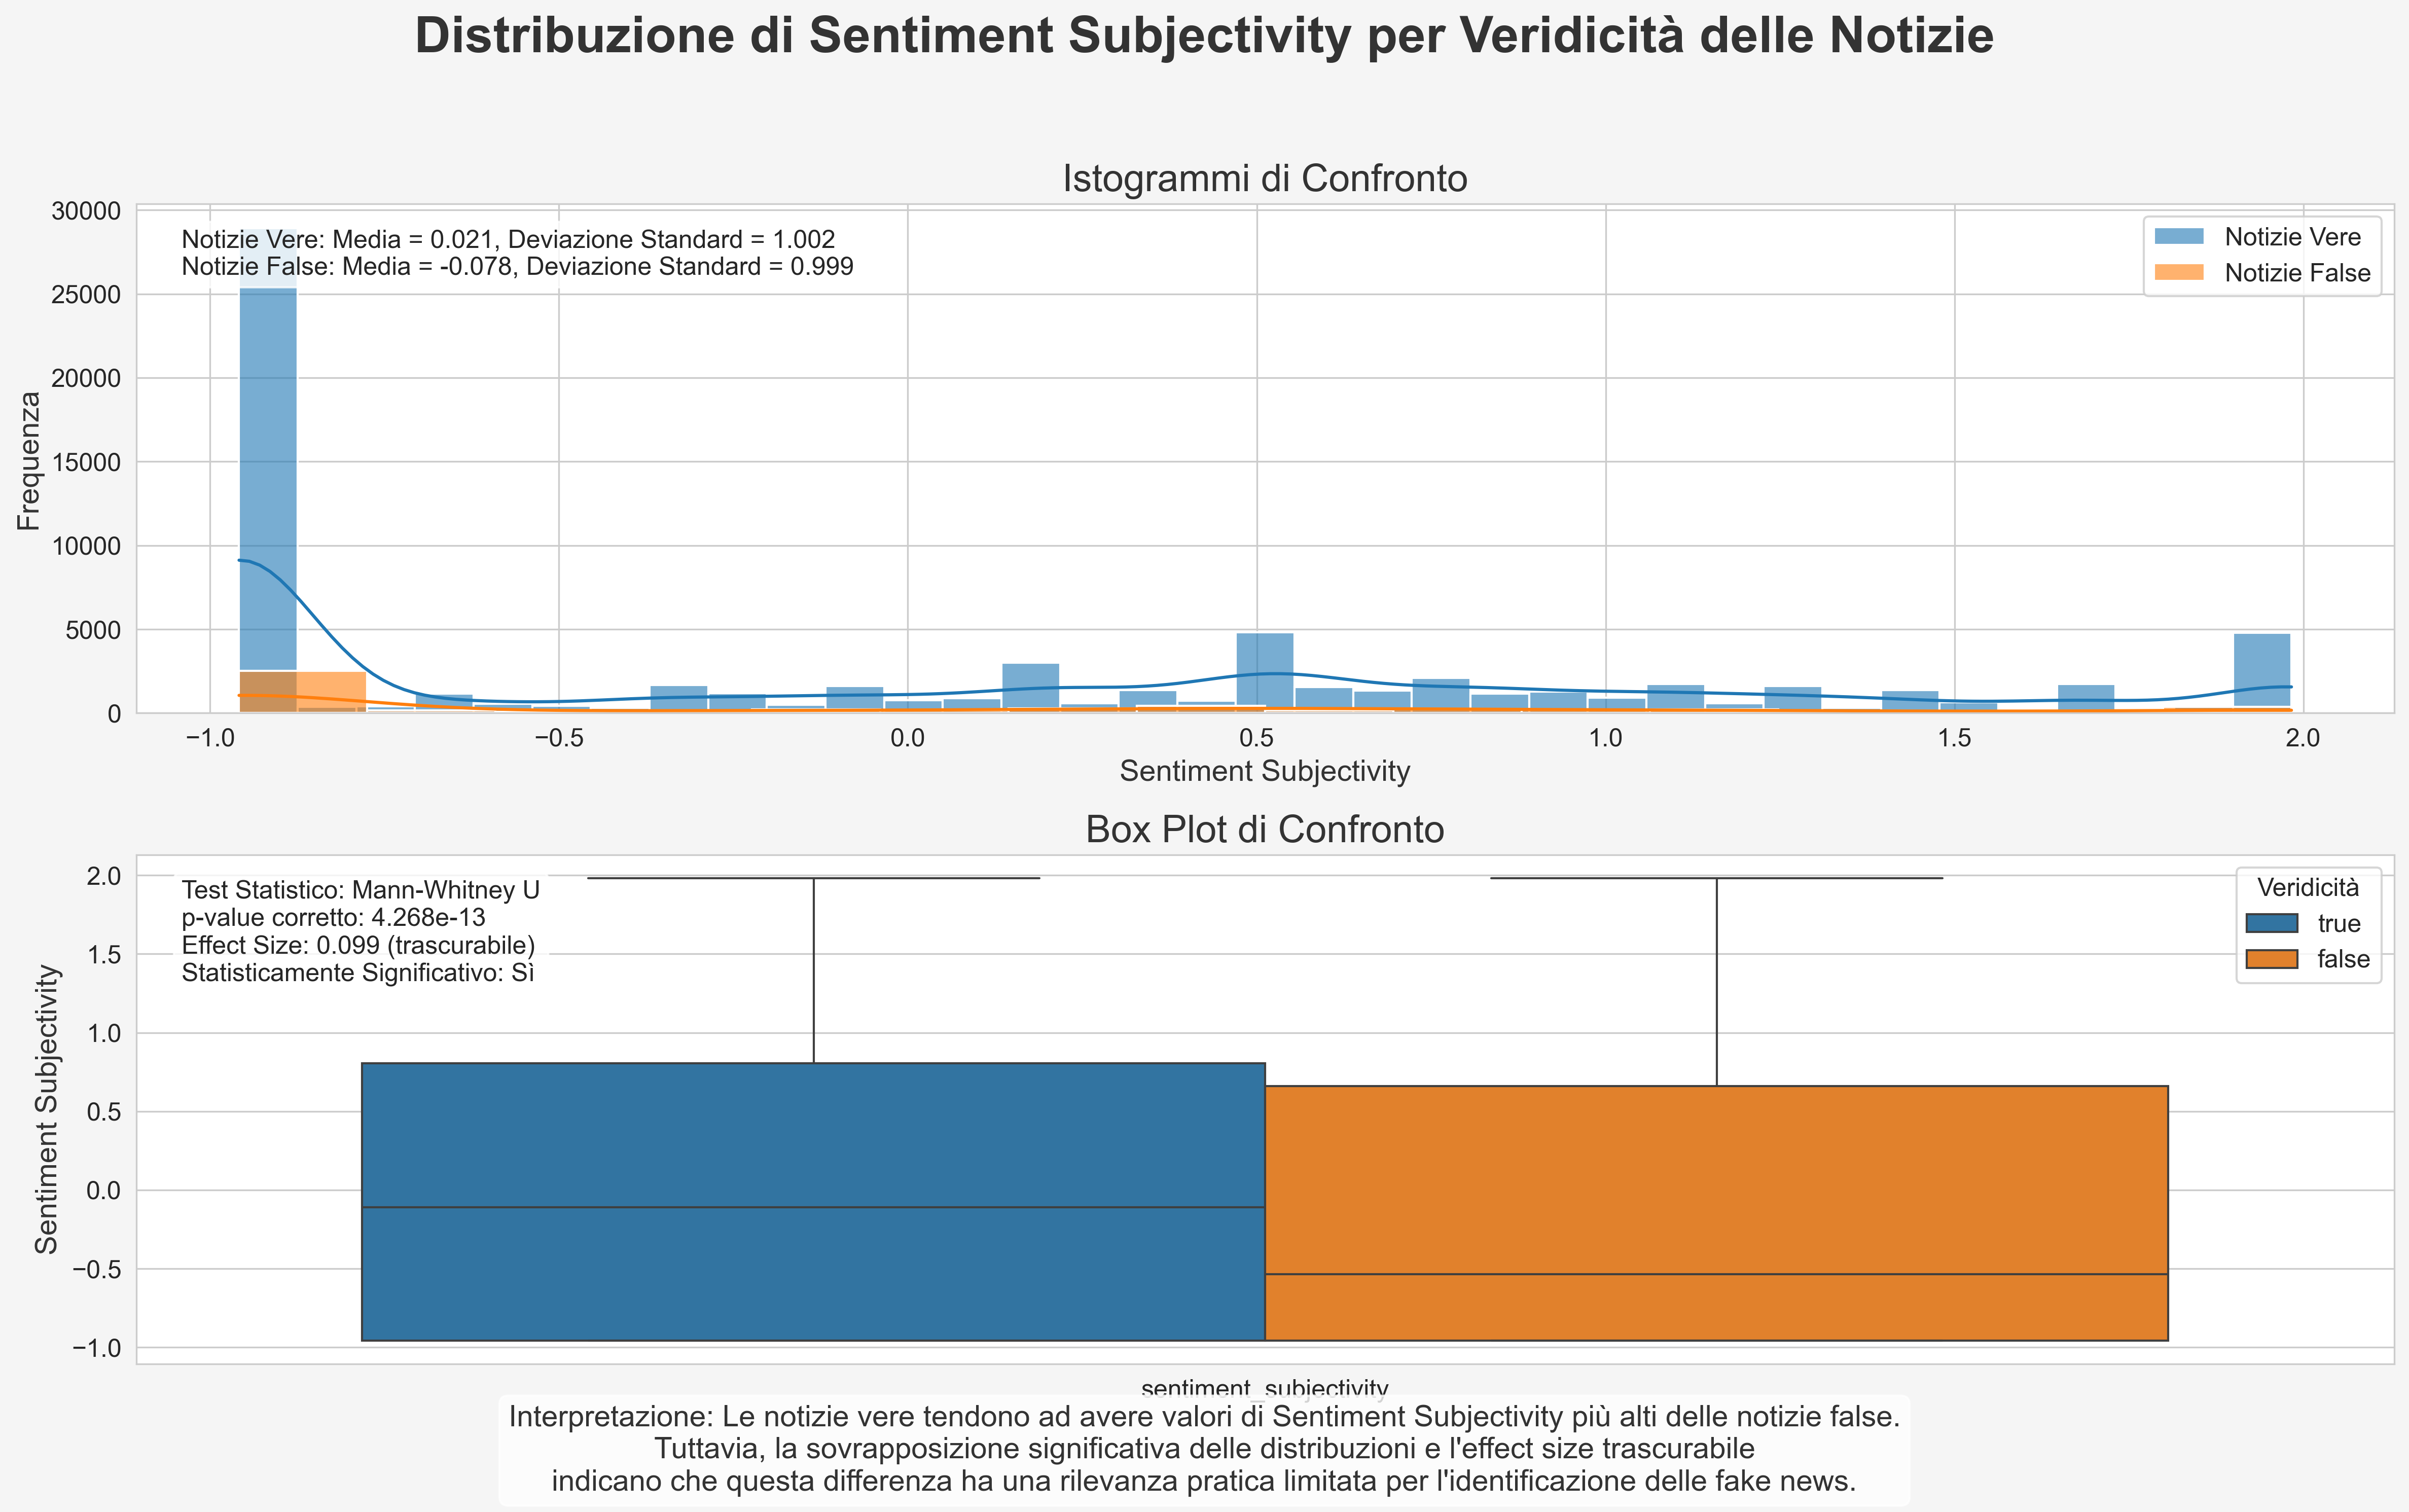 Distribuzione di Sentiment Subjectivity per Veridicità delle Notizie
Istogrammi di Confronto
30000
25000
20000
15000
10000
5000
0
Frequenza
Notizie Vere: Media = 0.021, Deviazione Standard = 1.002
Notizie False: Media = -0.078, Deviazione Standard = 0.999
Notizie Vere
Notizie False
−1.0 −0.5 0.0 0.5 1.0 1.5 2.0
Sentiment Subjectivity
Box Plot di Confronto
2.0
1.5
1.0
0.5
0.0
−0.5
−1.0
Sentiment Subjectivity
Test Statistico: Mann-Whitney U
p-value corretto: 4.268e-13
Effect Size: 0.099 (trascurabile)
Statisticamente Significativo: Sì
Veridicità
true
false
sentiment_subjectivity
Interpretazione: Le notizie vere tendono ad avere valori di Sentiment Subjectivity più alti delle notizie false.
Tuttavia, la sovrapposizione significativa delle distribuzioni e l'effect size trascurabile
indicano che questa differenza ha una rilevanza pratica limitata per l'identificazione delle fake news.